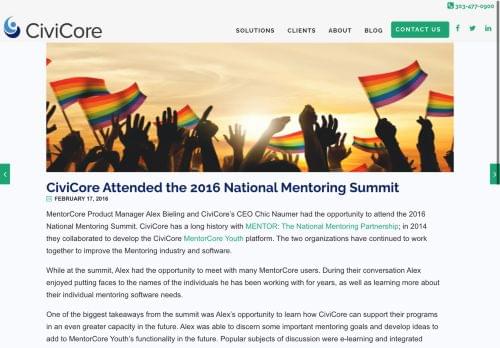 303-477-0900
CiviCore
SOLUTIONS CLIENTS ABOUT BLOG CONTACT US
CiviCore Attended the 2016 National Mentoring Summit
FEBRUARY 17, 2016
MentorCore Product Manager Alex Bieling and CiviCore's CEO Chic Naumer had the opportunity to attend the 2016
National Mentoring Summit. CiviCore has a long history with MENTOR: The National Mentoring Partnership; in 2014
they collaborated to develop the CiviCore MentorCore Youth platform. The two organizations have continued to work
together to improve the Mentoring industry and software.
While at the summit, Alex had the opportunity to meet with many MentorCore users. During their conversation Alex
enjoyed putting faces to the names of the individuals he has been working with for years, as well as learning more about
their individual mentoring software needs.
One of the biggest takeaways from the summit was Alex's opportunity to learn how CiviCore can support their programs
in an even greater capacity in the future. Alex was able to discern some important mentoring goals and develop ideas to
add to MentorCore Youth's functionality in the future. Popular subjects of discussion were e-learning and integrated